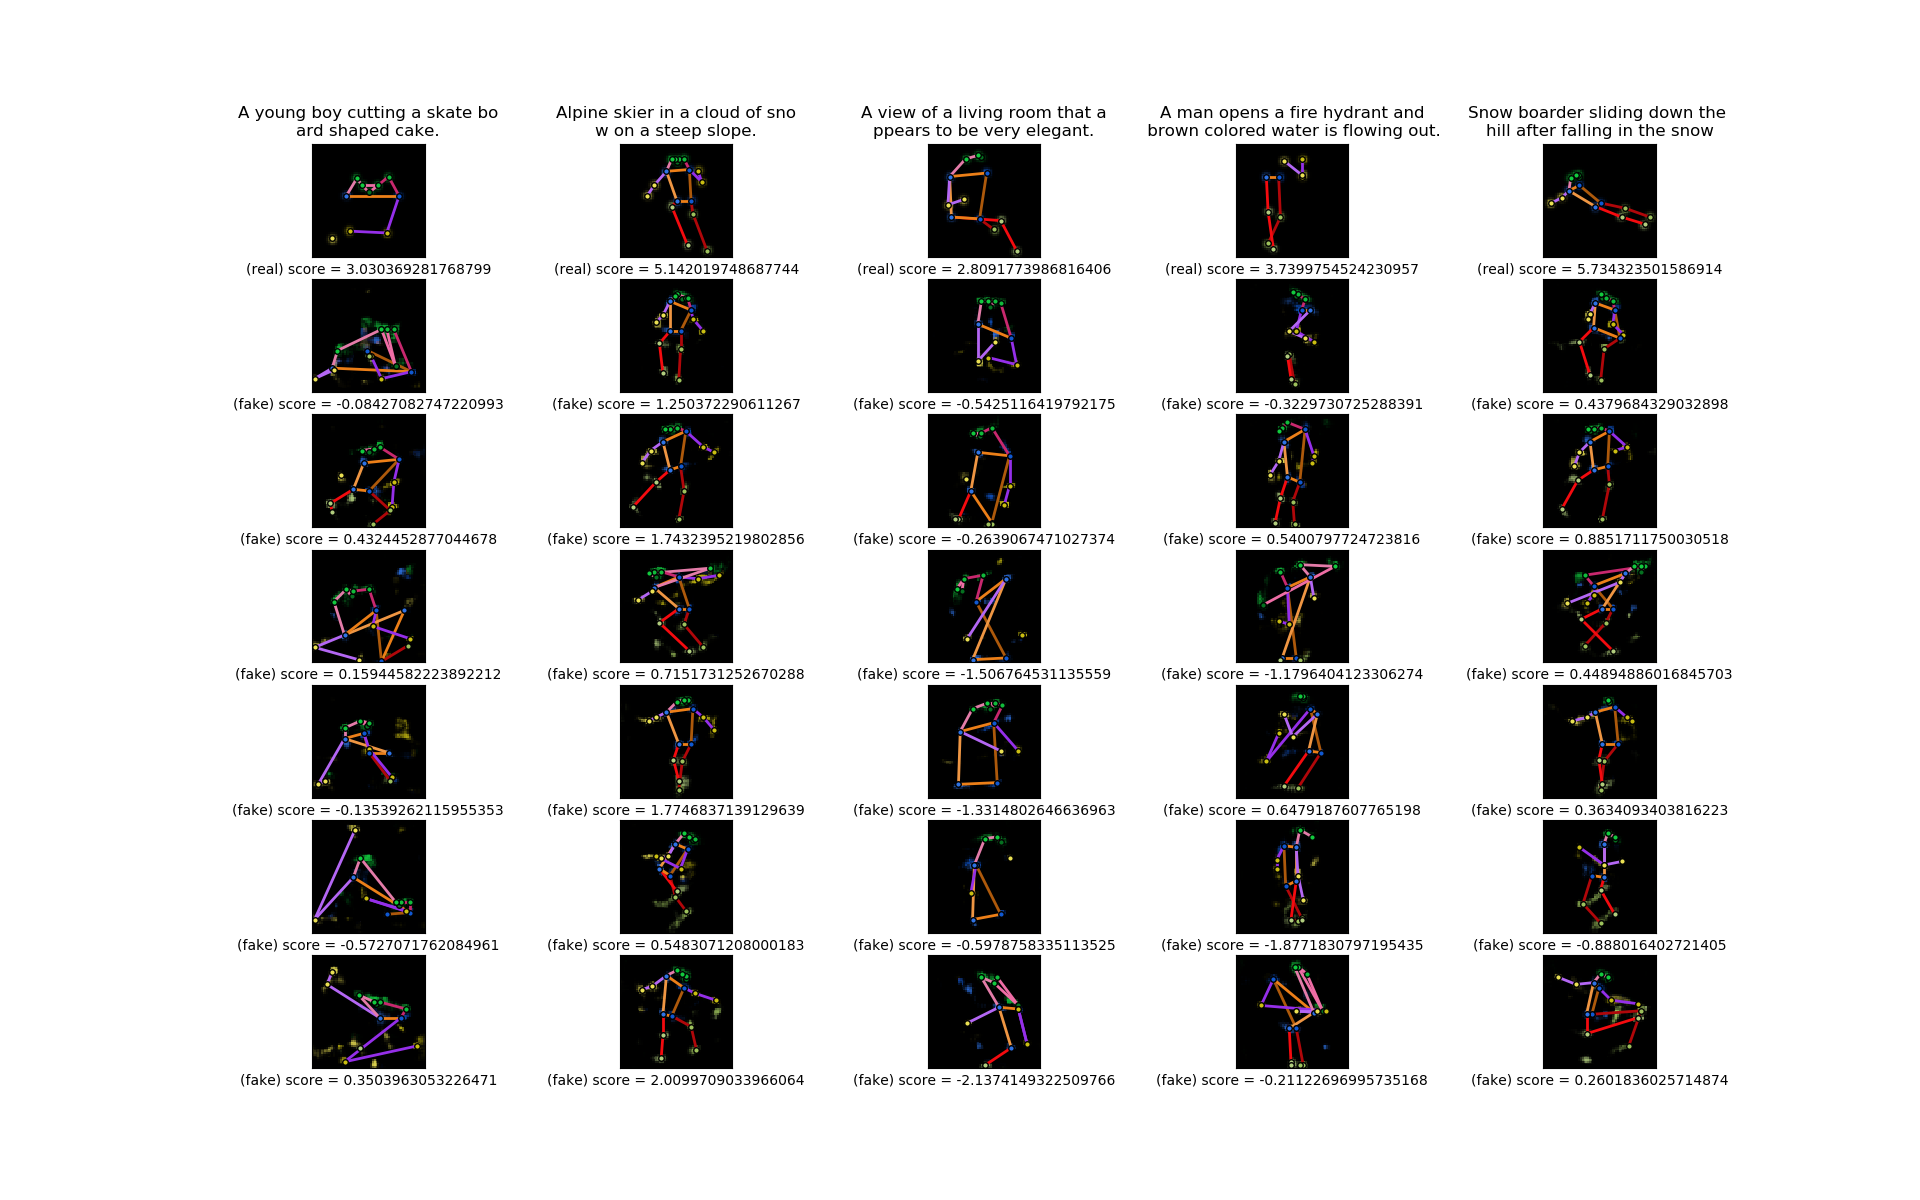 A young boy cutting a skate bo
ard shaped cake.
Alpine skier in a cloud of sno
w on a steep slope.
A view of a living room that a
ppears to be very elegant.
A man opens a fire hydrant and
brown colored water is flowing out.
Snow boarder sliding down the
hill after falling in the snow
(real) score = 3.030369281768799
(real) score = 5.142019748687744
(real) score = 2.8091773986816406
(real) score = 3.7399754524230957
(real) score = 5.734323501586914
(fake) score = -0.08427082747220993
(fake) score = 1.250372290611267
(fake) score = -0.5425116419792175
(fake) score = -0.3229730725288391
(fake) score = 0.4379684329032898
(fake) score = 0.4324452877044678
(fake) score = 1.7432395219802856
(fake) score = -0.2639067471027374
(fake) score = 0.5400797724723816
(fake) score = 0.8851711750030518
(fake) score = 0.15944582223892212
(fake) score = 0.7151731252670288
(fake) score = -1.506764531135559
(fake) score = -1.1796404123306274
(fake) score = 0.44894886016845703
(fake) score = -0.13539262115955353
(fake) score = 1.7746837139129639
(fake) score = -1.3314802646636963
(fake) score = 0.6479187607765198
(fake) score = 0.3634093403816223
(fake) score = -0.5727071762084961
(fake) score = 0.5483071208000183
(fake) score = -0.5978758335113525
(fake) score = -1.8771830797195435
(fake) score = -0.888016402721405
(fake) score = 0.3503963053226471
(fake) score = 2.0099709033966064
(fake) score = -2.1374149322509766
(fake) score = -0.21122696995735168
(fake) score = 0.2601836025714874